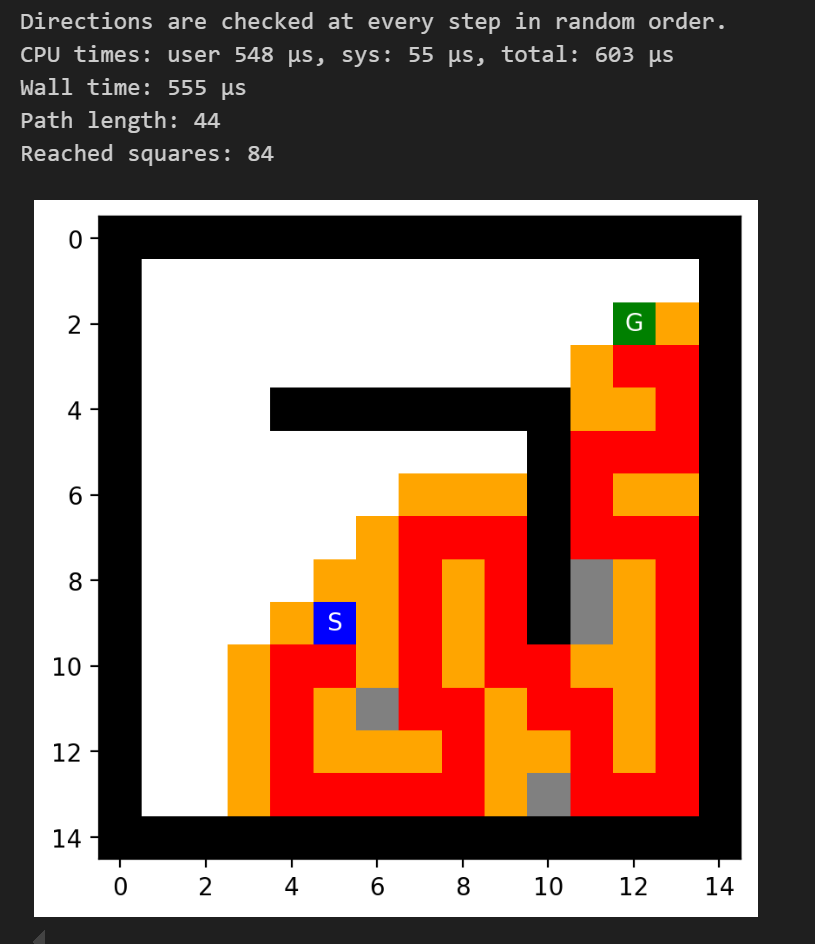 Directions are checked at every step in random order.
CPU times: user 548 µs, sys: 55 µs, total: 603 µs
Wall time: 555 µs
Path length: 44
Reached squares: 84
0
2
G
4
6
8
S
10
12
14
0 2 4 6 8 10 12 14